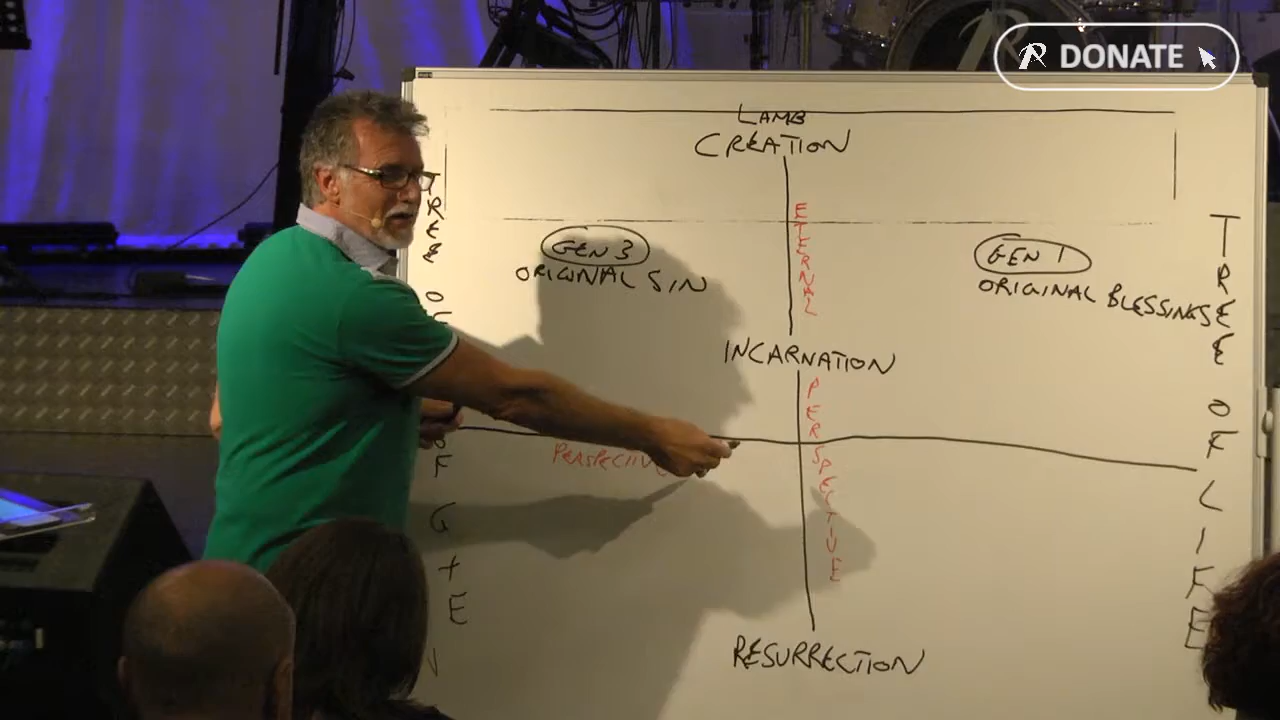 DONATE
LAMB
CREATION
ETERNAL
GEN 3
ORIGINAL SIN
GEN 1
ORIGINAL BLESSINGS
INCARNATION
PERSPECTIVE
PERSPECTIVE
RESURRECTION
OF G+E
TREE OF LIFE